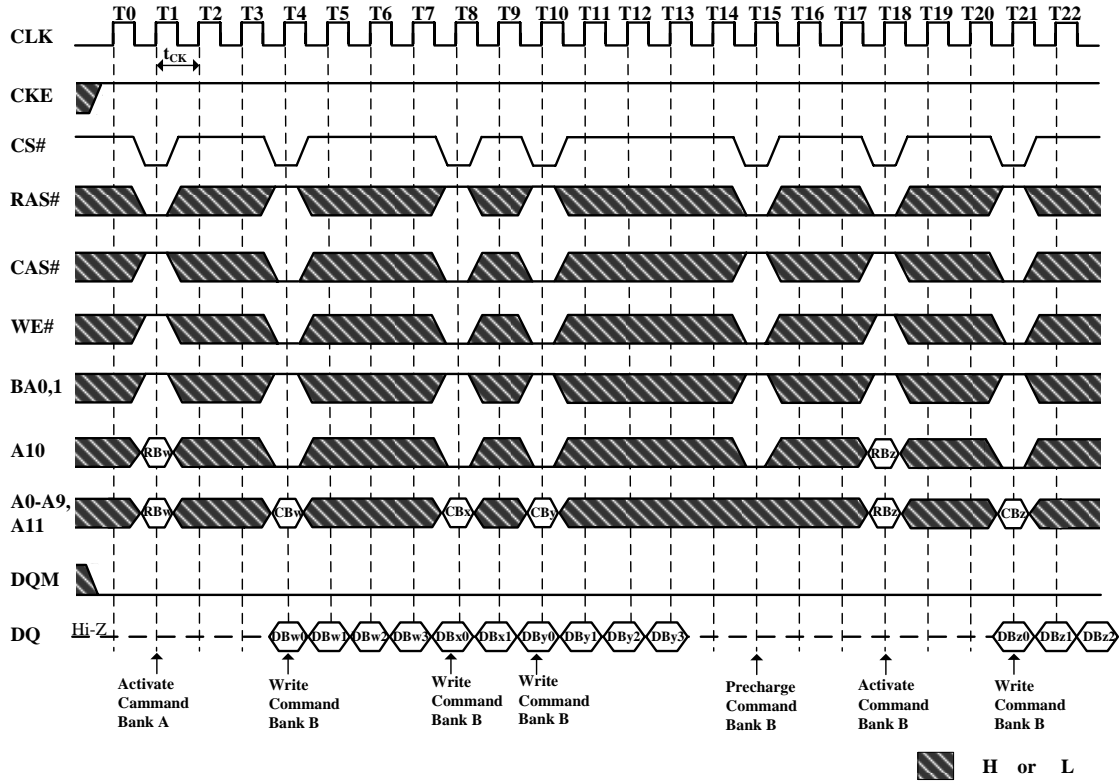 T0 T1 T2 T3 T4 T5 T6 T7 T8 T9 T10 T11 T12 T13 T14 T15 T16 T17 T18 T19 T20 T21 T22
CLK
tCK
CKE
CS#
RAS#
CAS#
WE#
BA0,1
A10
RBw RBz
A0-A9,
A11
RBw CBw CBx CBy RBz CBz
DQM
DQ
Hi-Z
DBw0 DBw1 DBw2 DBw3 DBx0 DBx1 DBy0 DBy1 DBy2 DBy3 DBz0 DBz1 DBz2
Activate
Cammand
Bank A
Write
Command
Bank B
Write
Command
Bank B
Write
Command
Bank B
Precharge
Command
Bank B
Activate
Command
Bank B
Write
Command
Bank B
H or L